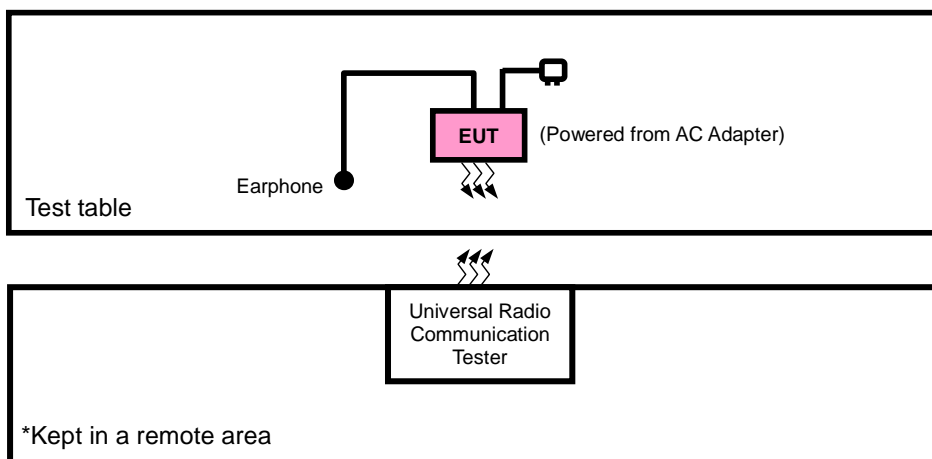 EUT
(Powered from AC Adapter)
Earphone
Test table
Universal Radio
Communication
Tester
*Kept in a remote area